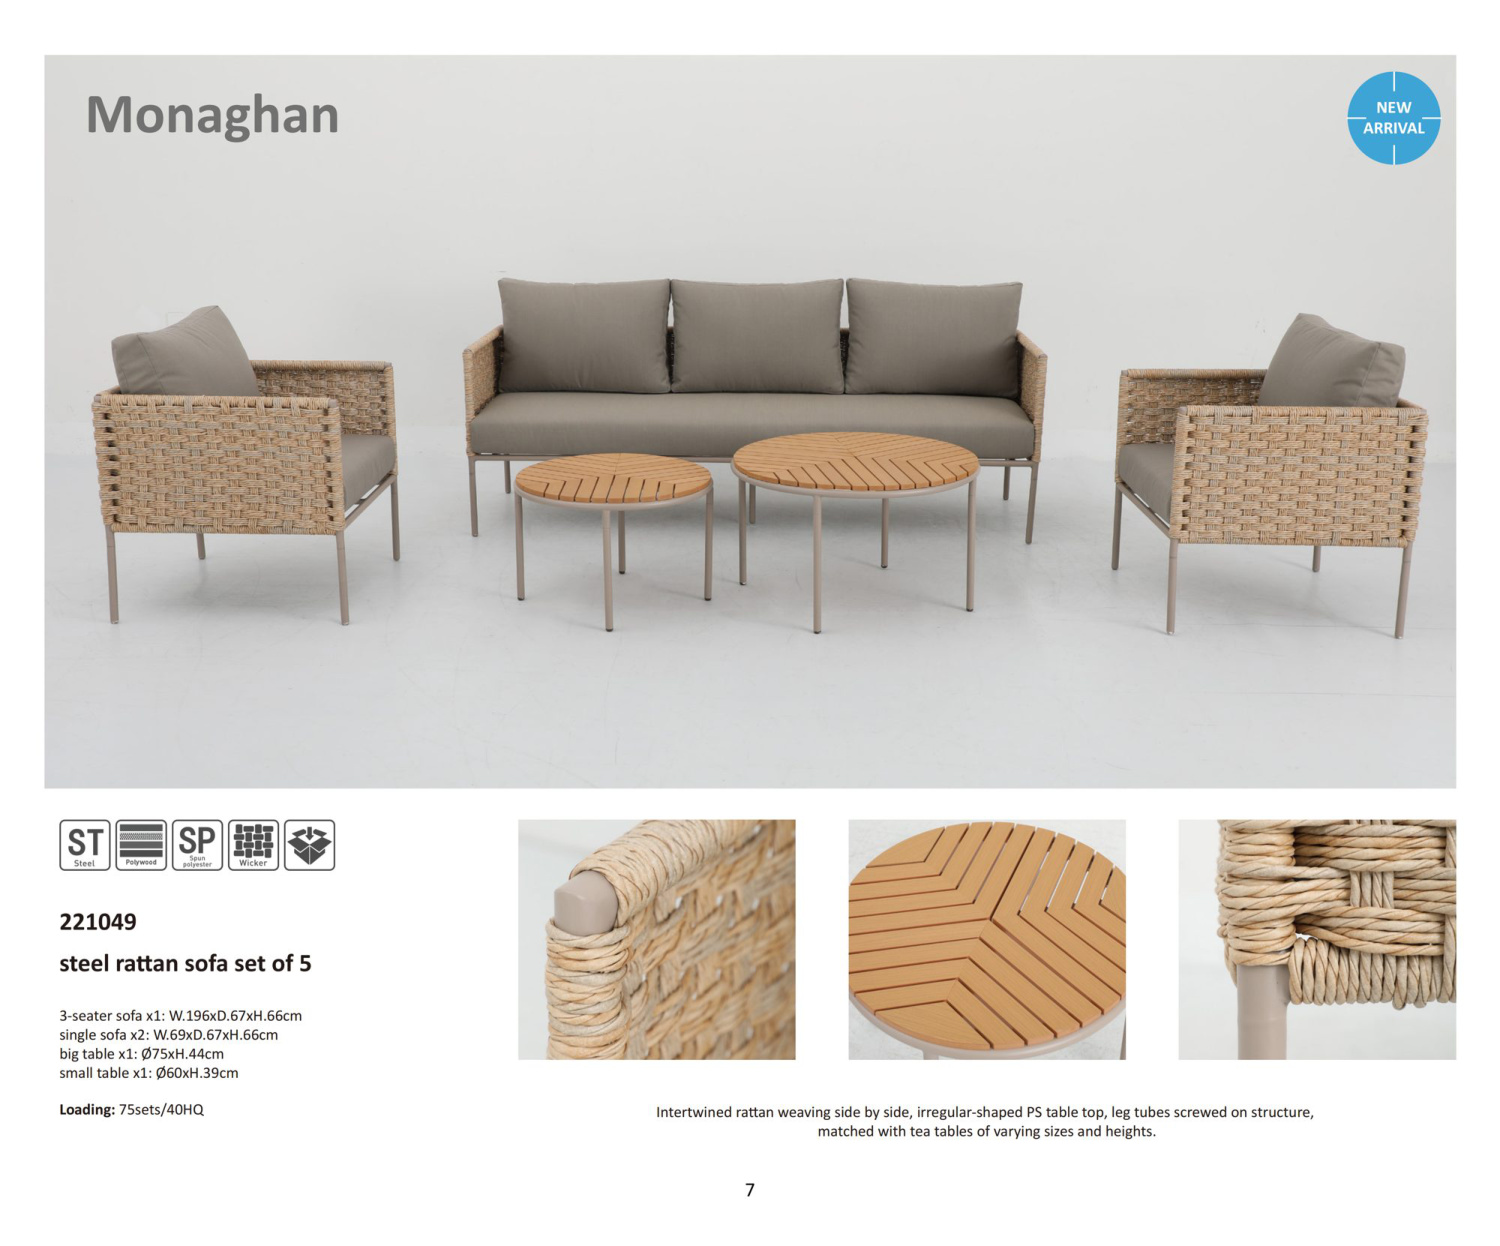 Monaghan
NEW
ARRIVAL
ST
Steel
Polywood
SP
Spun
polyester
Wicker
221049
steel rattan sofa set of 5
3-seater sofa x1: W.196xD.67xH.66cm
single sofa x2: W.69xD.67xH.66cm
big table x1: Ø75xH.44cm
small table x1: Ø60xH.39cm
Loading: 75sets/40HQ
Intertwined rattan weaving side by side, irregular-shaped PS table top, leg tubes screwed on structure,
matched with tea tables of varying sizes and heights.
7